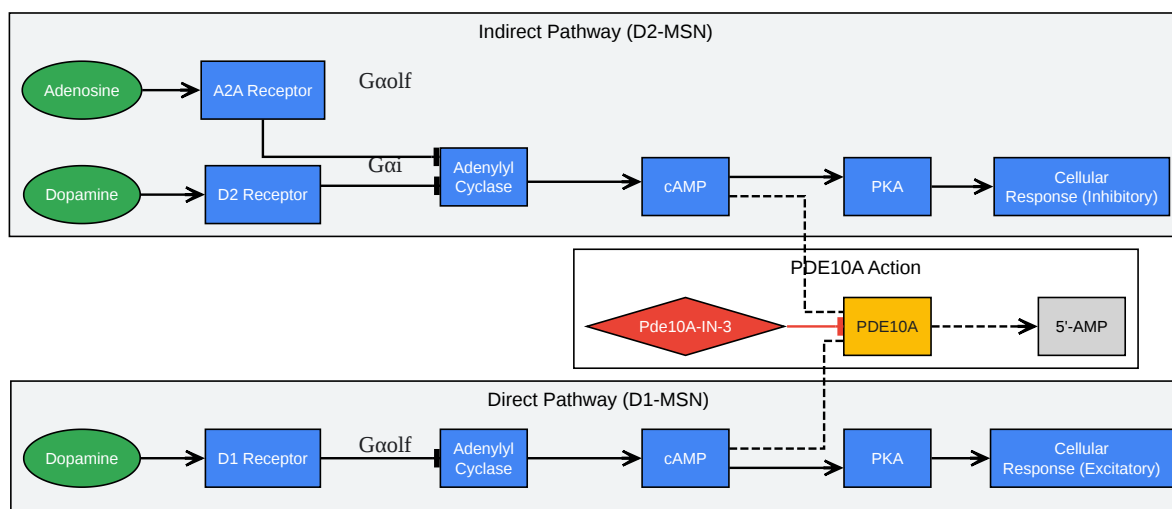 Indirect Pathway (D2-MSN)
Adenosine
A2A Receptor
Gαolf
Gαi
Dopamine
D2 Receptor
Adenylyl
Cyclase
cAMP
PKA
Cellular
Response (Inhibitory)
PDE10A Action
Pde10A-IN-3
PDE10A
5'-AMP
Direct Pathway (D1-MSN)
Dopamine
D1 Receptor
Gαolf
Adenylyl
Cyclase
cAMP
PKA
Cellular
Response (Excitatory)